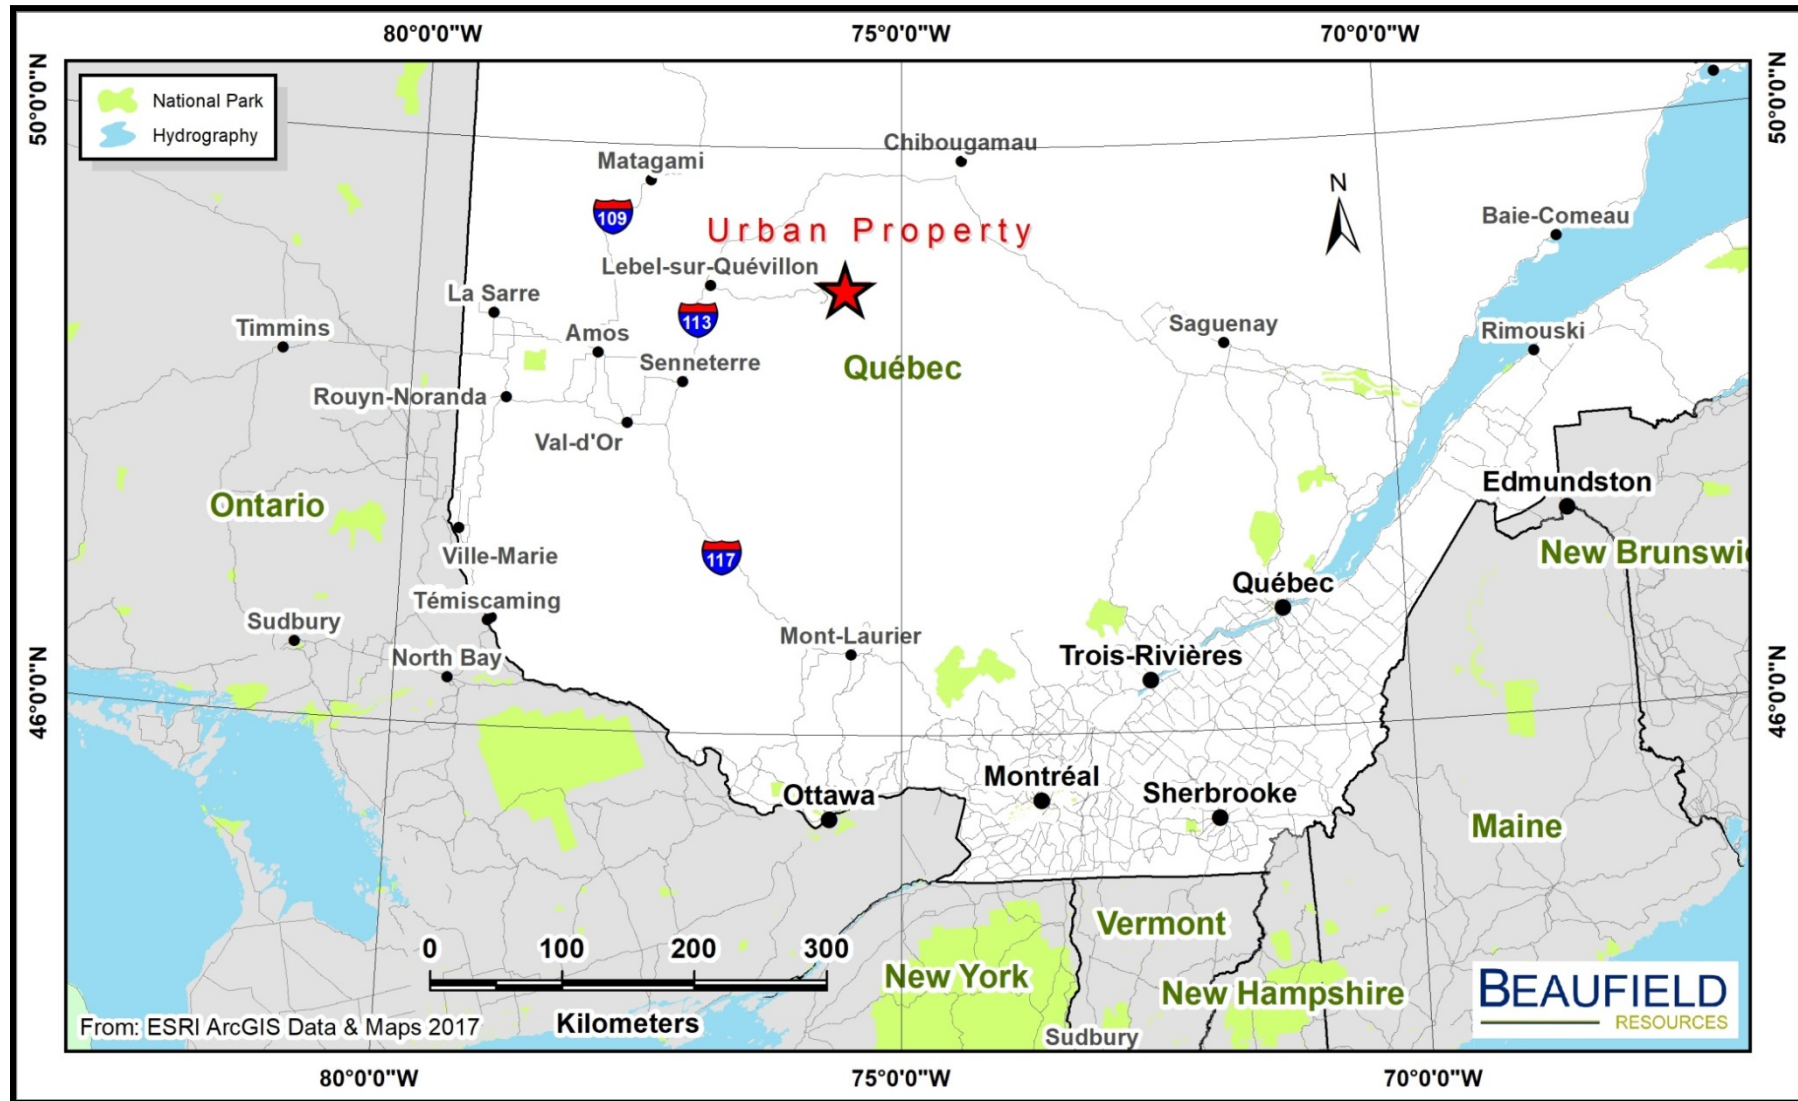 80°0'0"W
75°0'0"W
70°0'0"W
50°0'0"N
50°0'0"N
National Park
Hydrography
Chibougamau
Matagami
N
109
Baie-Comeau
Urban Property
Lebel-sur-Quévillon
La Sarre
113
Timmins
Amos
Saguenay
Rimouski
Senneterre
Québec
Rouyn-Noranda
Val-d'Or
Edmundston
Ontario
117
Ville-Marie
New Brunswi
Québec
Témiscaming
Sudbury
Mont-Laurier
North Bay
Trois-Rivières
46°0'0"N
46°0'0"N
Montréal
Ottawa
Sherbrooke
Maine
Vermont
0 100 200 300
New York
New Hampshire
BEAUFIELD
RESOURCES
From: ESRI ArcGIS Data & Maps 2017
Kilometers
Sudbury
80°0'0"W
75°0'0"W
70°0'0"W